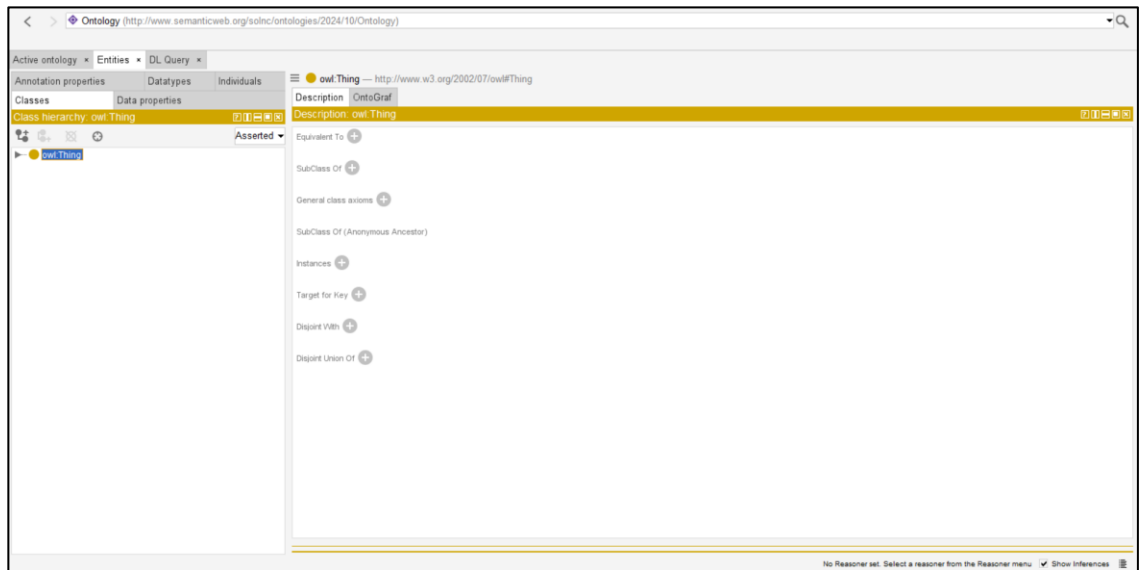 Ontology (http://www.semanticweb.org/solnc/ontologies/2024/10/Ontology)
Active ontology × Entities × DL Query ×
Annotation properties Datatypes Individuals
Classes Data properties
Class hierarchy: owl:Thing
Asserted
owl:Thing
owl:Thing — http://www.w3.org/2002/07/owl#Thing
Description OntoGraf
Description: owl:Thing
Equivalent To
SubClass Of
General class axioms
SubClass Of (Anonymous Ancestor)
Instances
Target for Key
Disjoint With
Disjoint Union Of
No Reasoner set. Select a reasoner from the Reasoner menu Show Inferences